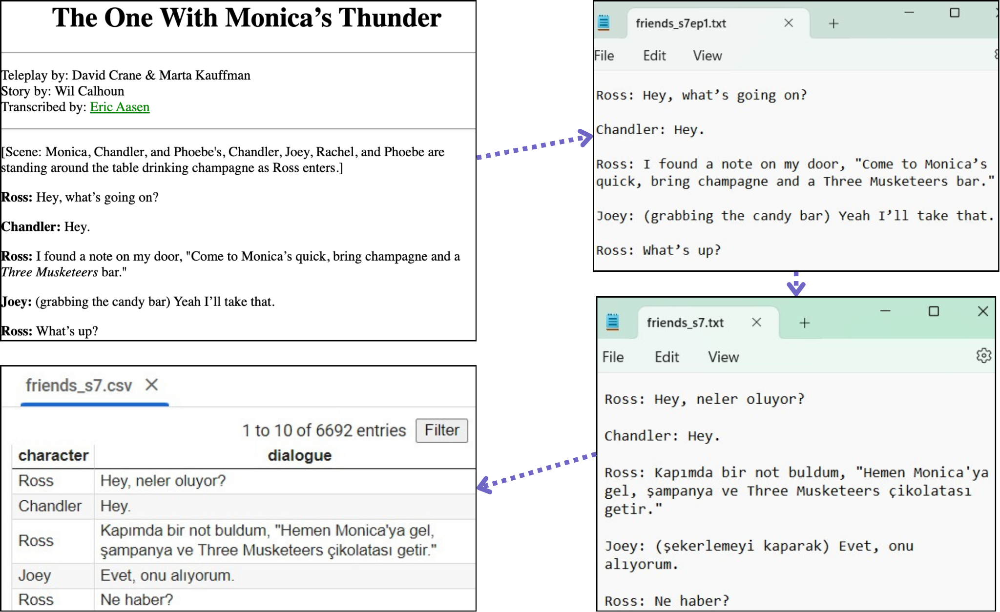 The One With Monica’s Thunder
Teleplay by: David Crane & Marta Kauffman
Story by: Wil Calhoun
Transcribed by: Eric Aasen
[Scene: Monica, Chandler, and Phoebe's, Chandler, Joey, Rachel, and Phoebe are
standing around the table drinking champagne as Ross enters.]
Ross: Hey, what’s going on?
Chandler: Hey.
Ross: I found a note on my door, "Come to Monica’s quick, bring champagne and a
Three Musketeers bar."
Joey: (grabbing the candy bar) Yeah I’ll take that.
Ross: What’s up?
friends_s7ep1.txt
File Edit View
Ross: Hey, what’s going on?
Chandler: Hey.
Ross: I found a note on my door, "Come to Monica’s
quick, bring champagne and a Three Musketeers bar."
Joey: (grabbing the candy bar) Yeah I’ll take that.
Ross: What’s up?
friends_s7.txt
File Edit View
Ross: Hey, neler oluyor?
Chandler: Hey.
Ross: Kapımda bir not buldum, "Hemen Monica'ya
gel, şampanya ve Three Musketeers çikolatası
getir."
Joey: (şekerlemeyi kaparak) Evet, onu
alıyorum.
Ross: Ne haber?
friends_s7.csv
1 to 10 of 6692 entries Filter
character dialogue
Ross Hey, neler oluyor?
Chandler Hey.
Ross Kapımda bir not buldum, "Hemen Monica'ya gel,
şampanya ve Three Musketeers çikolatası getir."
Joey Evet, onu alıyorum.
Ross Ne haber?